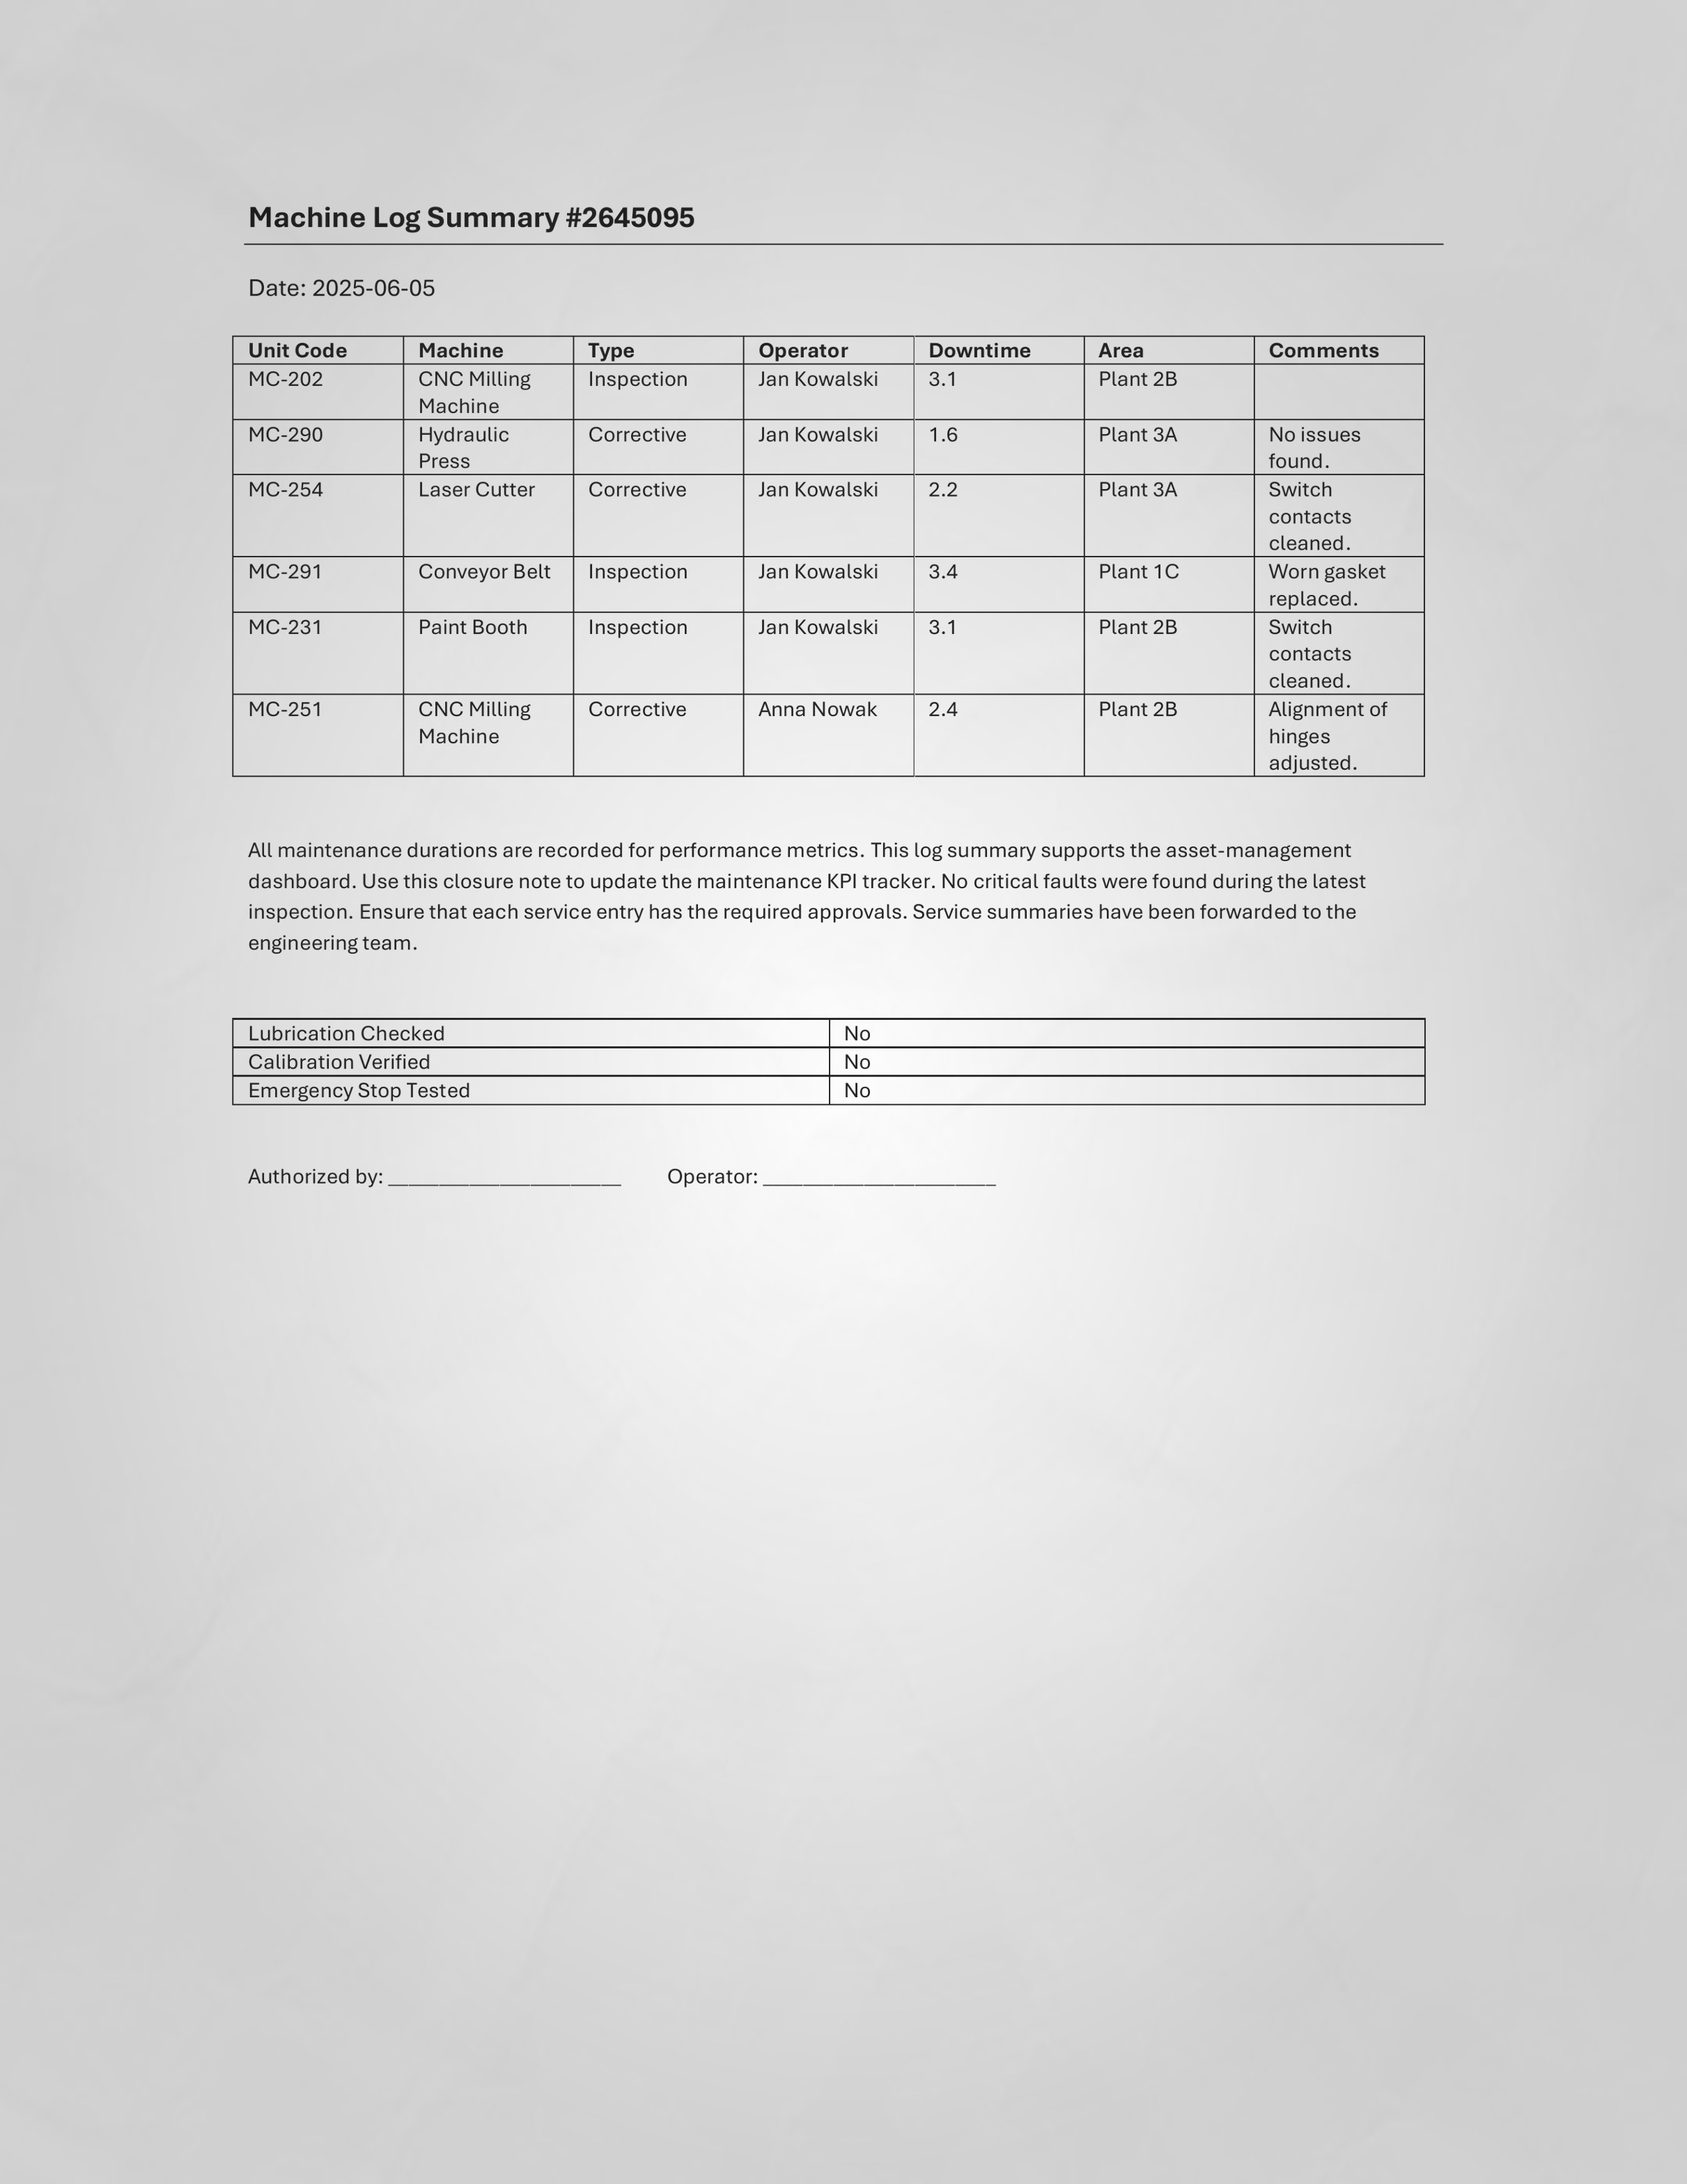 Machine Log Summary #2645095
Date: 2025-06-05
Unit Code Machine Type Operator Downtime Area Comments
MC-202 CNC Milling Machine Inspection Jan Kowalski 3.1 Plant 2B
MC-290 Hydraulic Press Corrective Jan Kowalski 1.6 Plant 3A No issues found.
MC-254 Laser Cutter Corrective Jan Kowalski 2.2 Plant 3A Switch contacts cleaned.
MC-291 Conveyor Belt Inspection Jan Kowalski 3.4 Plant 1C Worn gasket replaced.
MC-231 Paint Booth Inspection Jan Kowalski 3.1 Plant 2B Switch contacts cleaned.
MC-251 CNC Milling Machine Corrective Anna Nowak 2.4 Plant 2B Alignment of hinges adjusted.
All maintenance durations are recorded for performance metrics. This log summary supports the asset-management
dashboard. Use this closure note to update the maintenance KPI tracker. No critical faults were found during the latest
inspection. Ensure that each service entry has the required approvals. Service summaries have been forwarded to the
engineering team.
Lubrication Checked No
Calibration Verified No
Emergency Stop Tested No
Authorized by: ______________________ Operator: ______________________